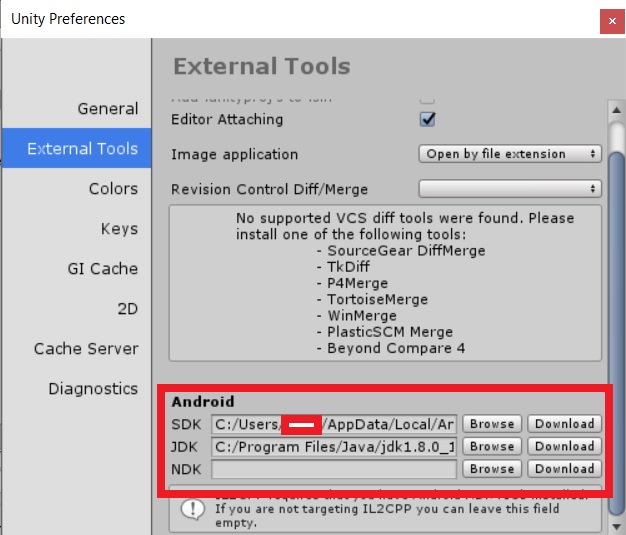 Unity Preferences
External Tools
General
External Tools
Colors
Keys
GI Cache
2D
Cache Server
Diagnostics
Editor Attaching
Image application
Open by file extension
Revision Control Diff/Merge
No supported VCS diff tools were found. Please
install one of the following tools:
- SourceGear DiffMerge
- TkDiff
- P4Merge
- TortoiseMerge
- WinMerge
- PlasticSCM Merge
- Beyond Compare 4
Android
SDK C:/Users/ /AppData/Local/Ar Browse Download
JDK C:/Program Files/Java/jdk1.8.0_1 Browse Download
NDK Browse Download
If you are not targeting IL2CPP you can leave this field
empty.